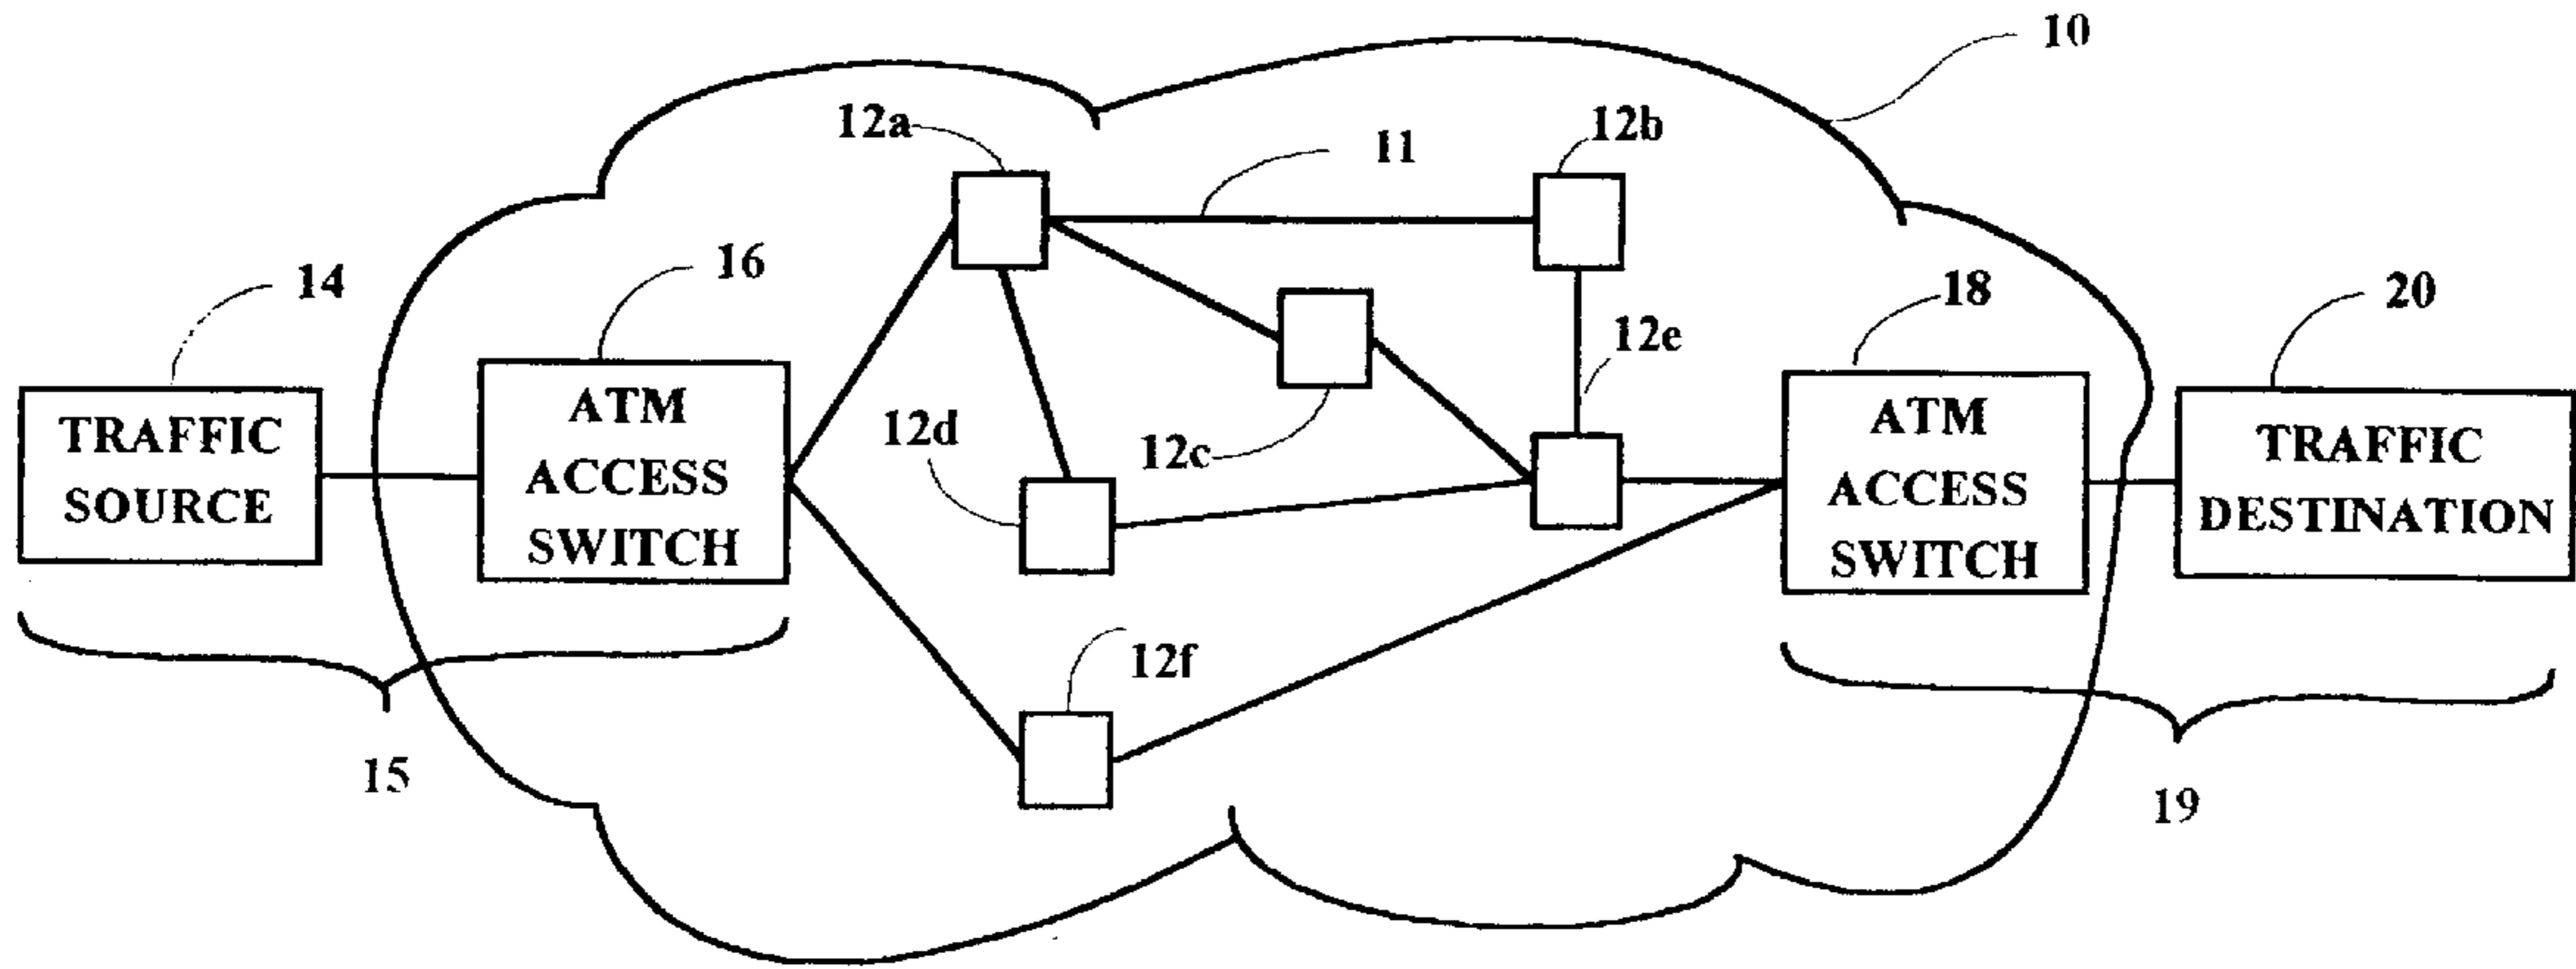 10
12a
11
12b
16
14
18
20
12e
TRAFFIC
SOURCE
ATM
ACCESS
SWITCH
12d
12c
ATM
ACCESS
SWITCH
TRAFFIC
DESTINATION
12f
15
19